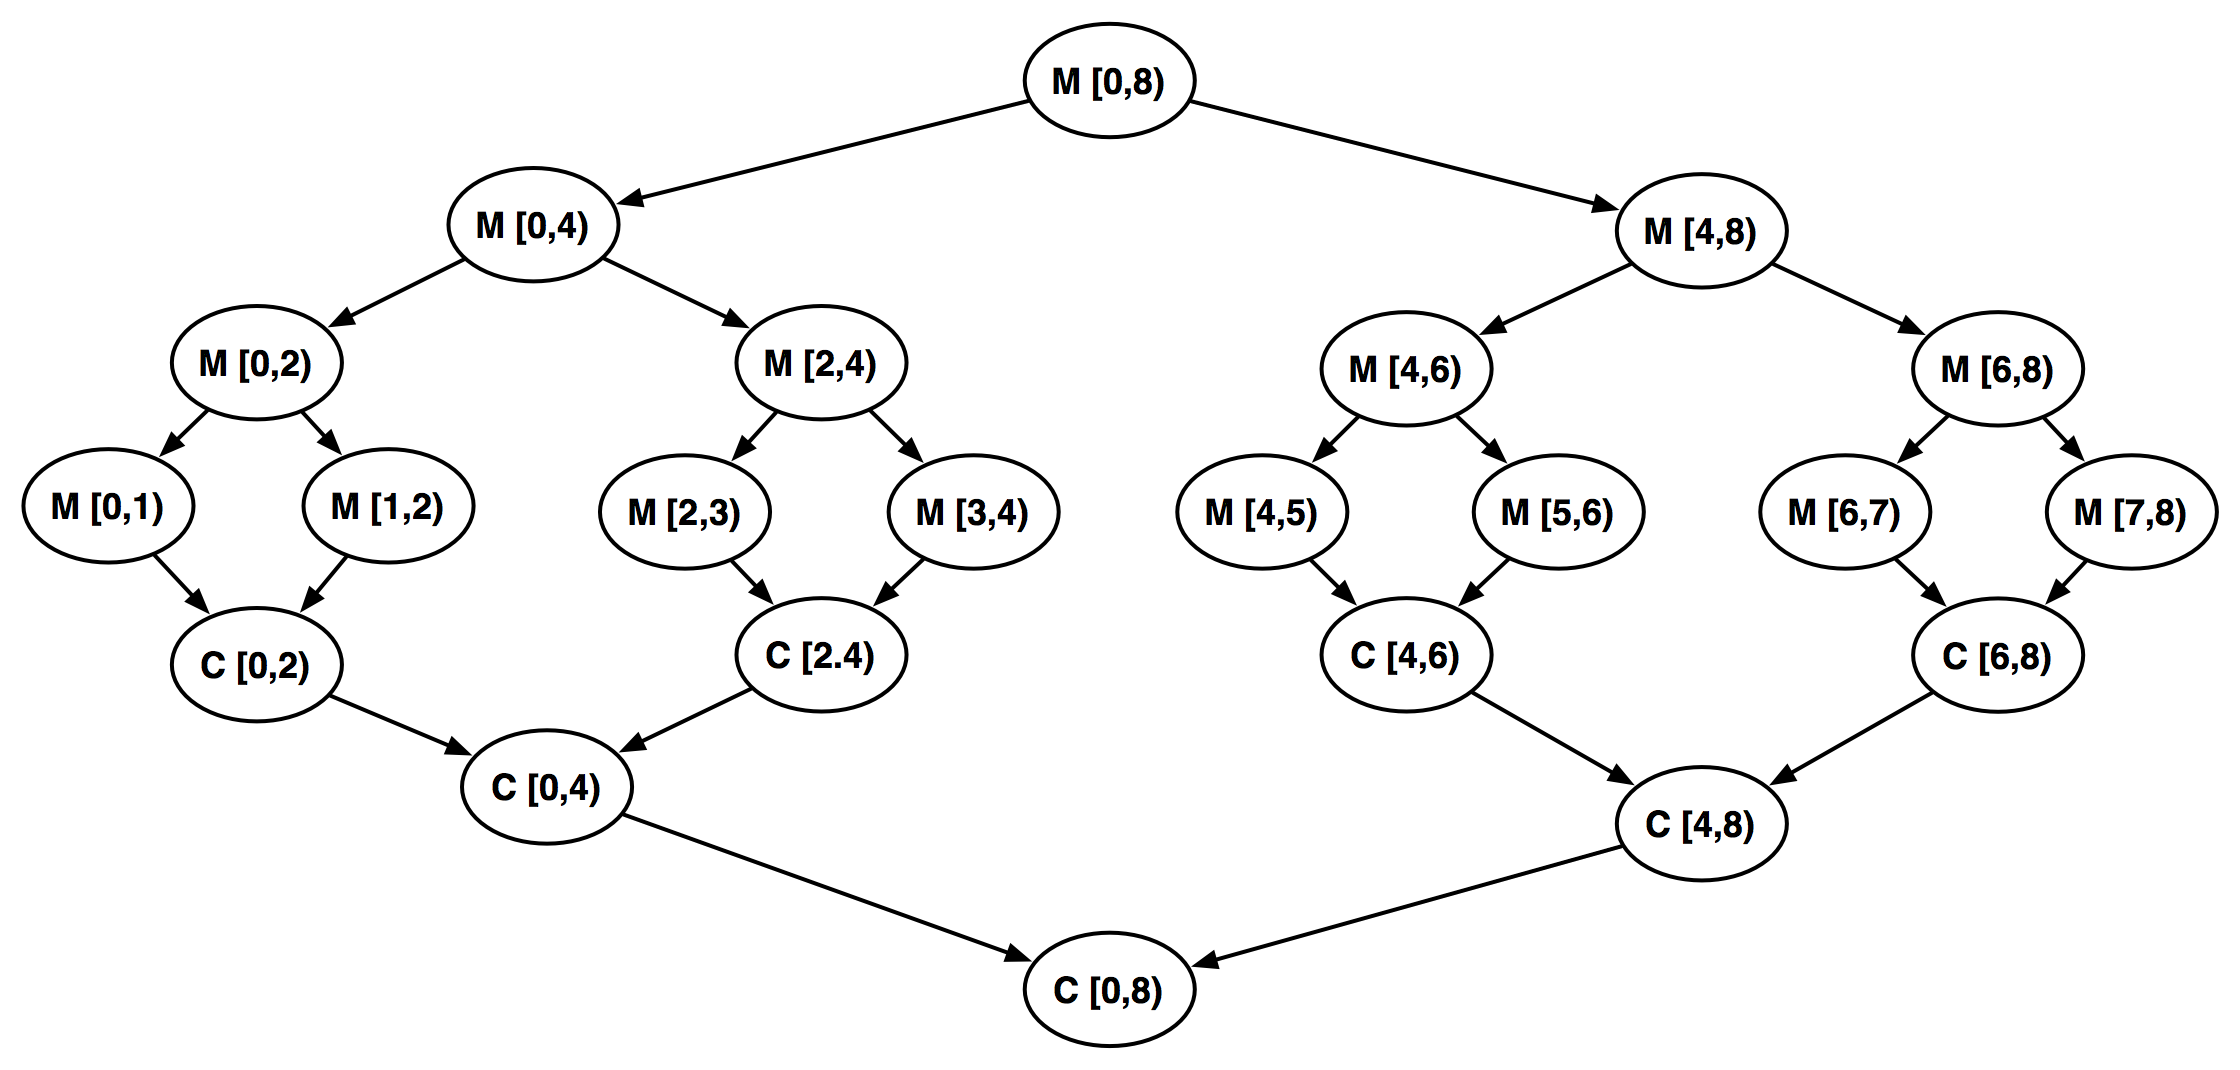 M [0,8)
M [0,4)
M [4,8)
M [0,2)
M [2,4)
M [4,6)
M [6,8)
M [0,1)
M [1,2)
M [2,3)
M [3,4)
M [4,5)
M [5,6)
M [6,7)
M [7,8)
C [0,2)
C [2.4)
C [4,6)
C [6,8)
C [0,4)
C [4,8)
C [0,8)